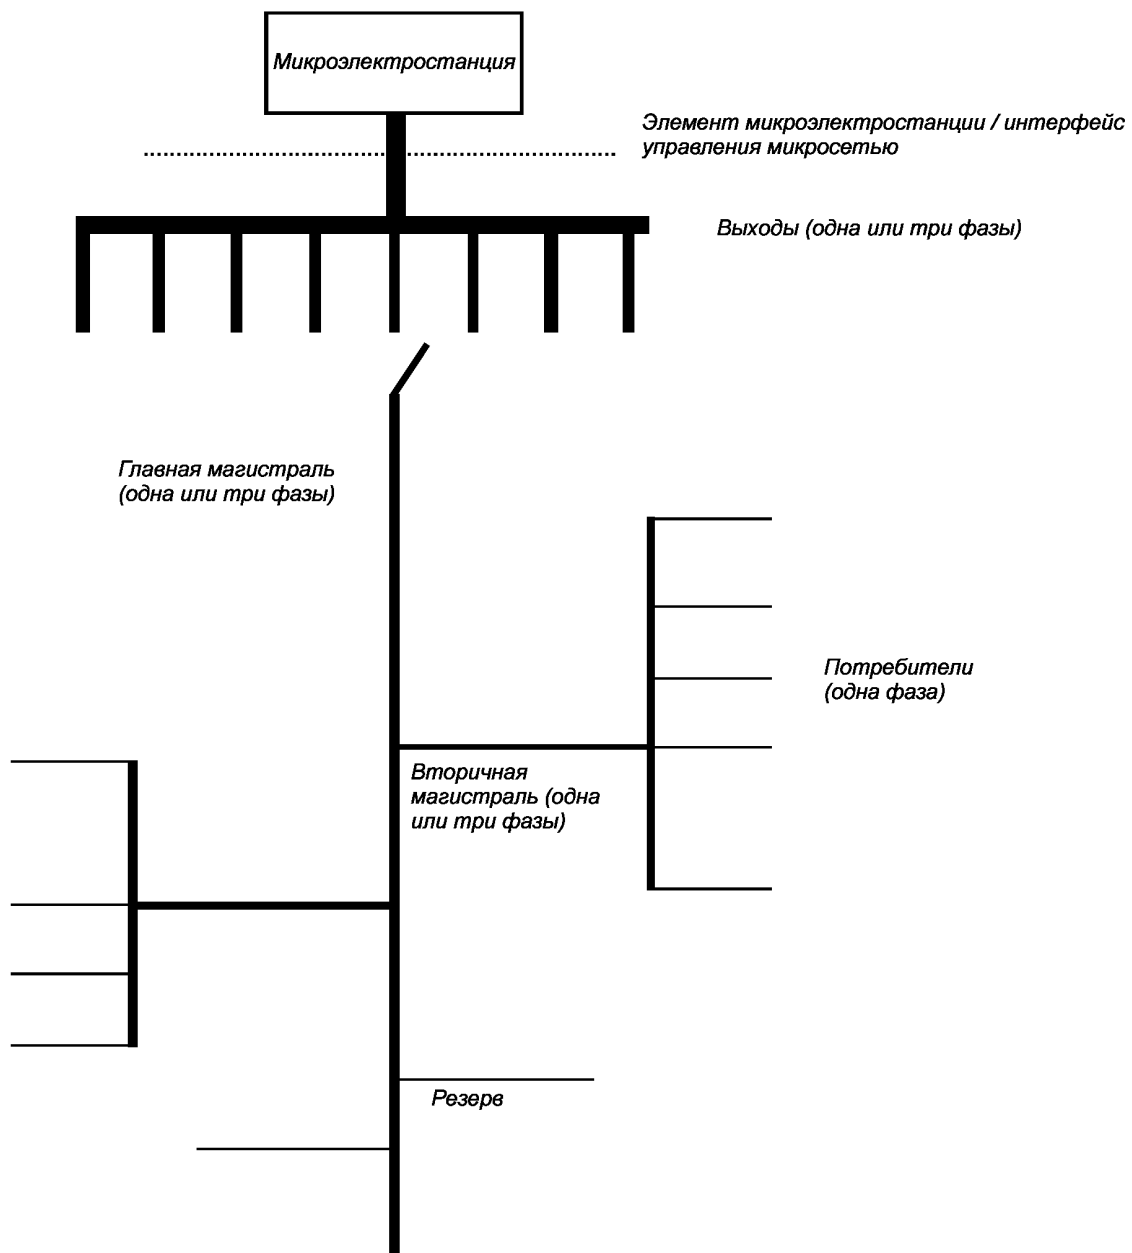 Микроэлектростанция
Элемент микроэлектростанции / интерфейс
управления микросетью
Выходы (одна или три фазы)
Главная магистраль
(одна или три фазы)
Потребители
(одна фаза)
Вторичная
магистраль (одна
или три фазы)
Резерв